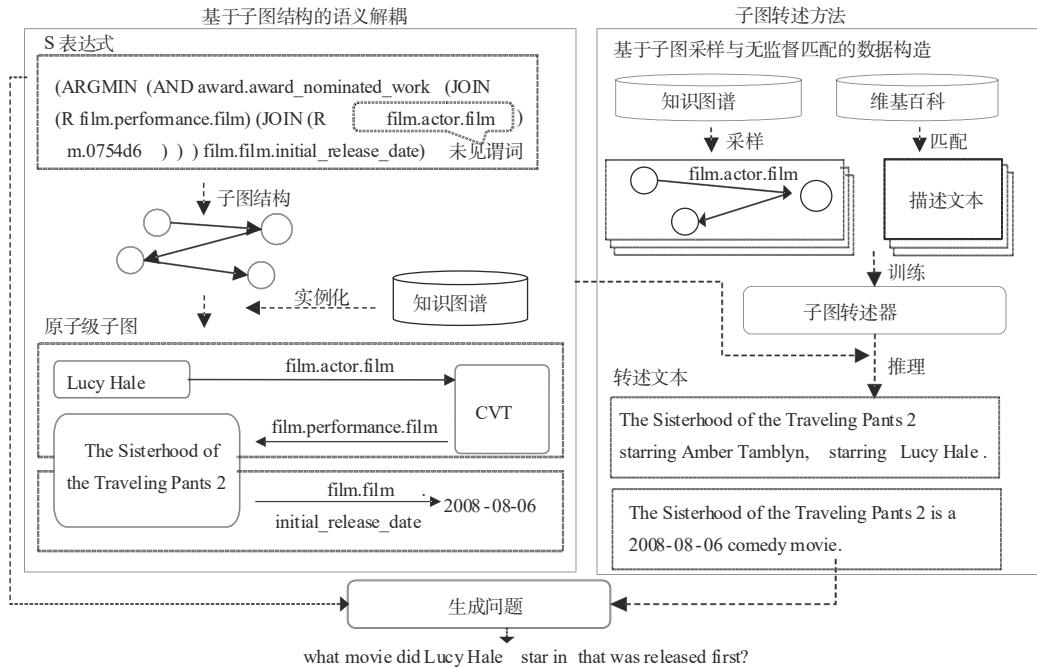 基于子图结构的语义解耦
S 表达式
(ARGMIN (AND award.award_nominated_work (JOIN
(R film.performance.film) (JOIN (R film.actor.film )
m.0754d6 ) ) ) film.film.initial_release_date) 未见谓词
子图结构
实例化
知识图谱
原子级子图
film.actor.film
Lucy Hale
CVT
film.performance.film
The Sisterhood of
the Traveling Pants 2
film.film .
initial_release_date
2008-08-06
子图转述方法
基于子图采样与无监督匹配的数据构造
知识图谱
维基百科
采样
匹配
film.actor.film
描述文本
训练
子图转述器
推理
转述文本
The Sisterhood of the Traveling Pants 2
starring Amber Tamblyn, starring Lucy Hale .
The Sisterhood of the Traveling Pants 2 is a
2008-08-06 comedy movie.
生成问题
what movie did Lucy Hale star in that was released first?